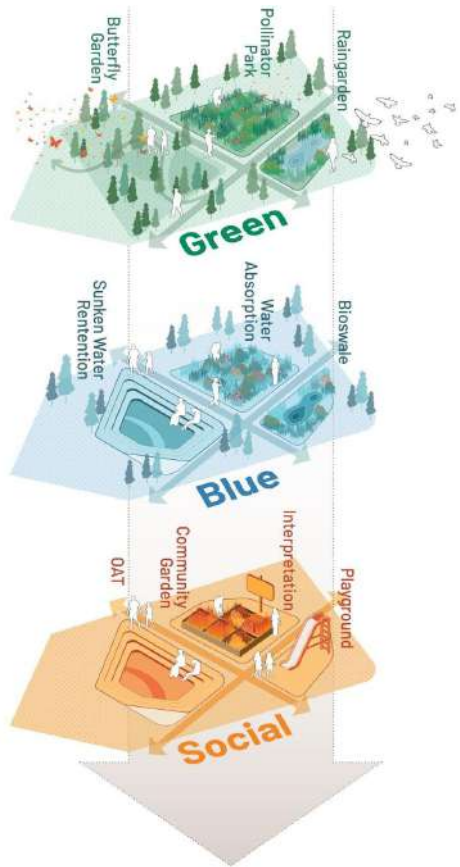 Butterfly
Garden
Pollinator
Park
Raingarden
Green
Sunken Water
Rentention
Water
Absorption
Bioswale
Blue
OAT
Community
Garden
Interpretation
Playground
Social